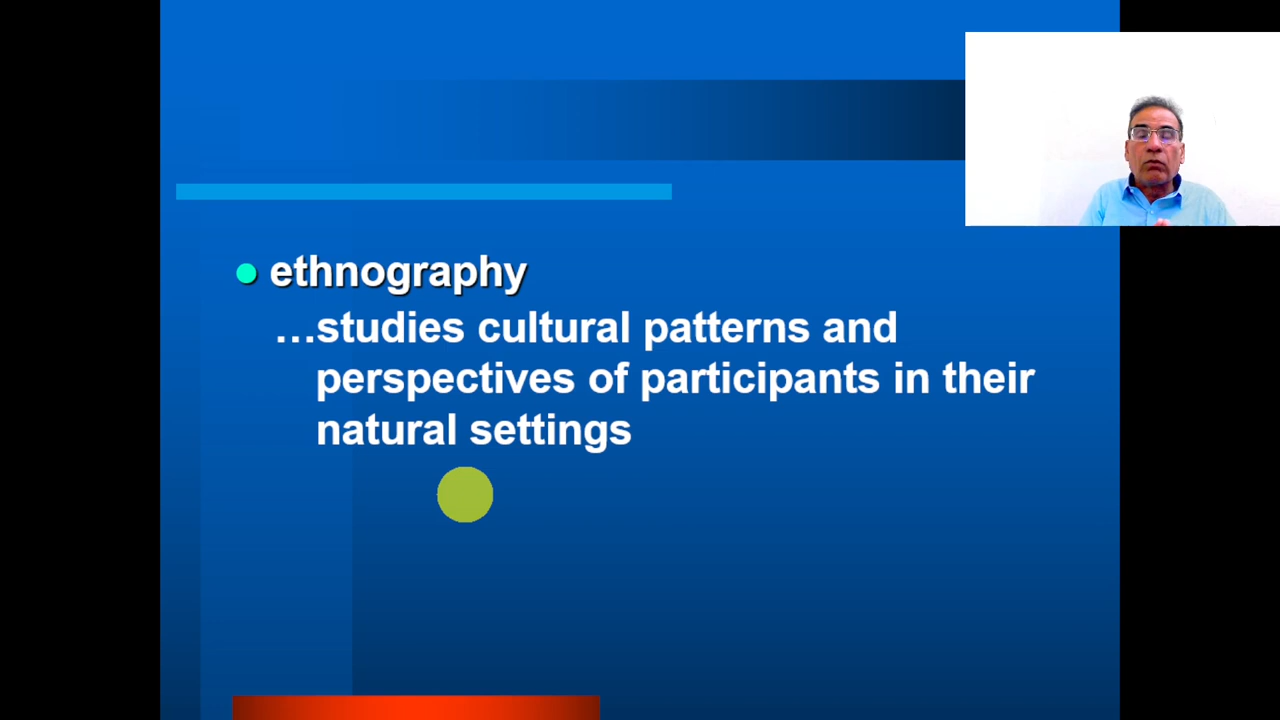 ethnography
…studies cultural patterns and
perspectives of participants in their
natural settings